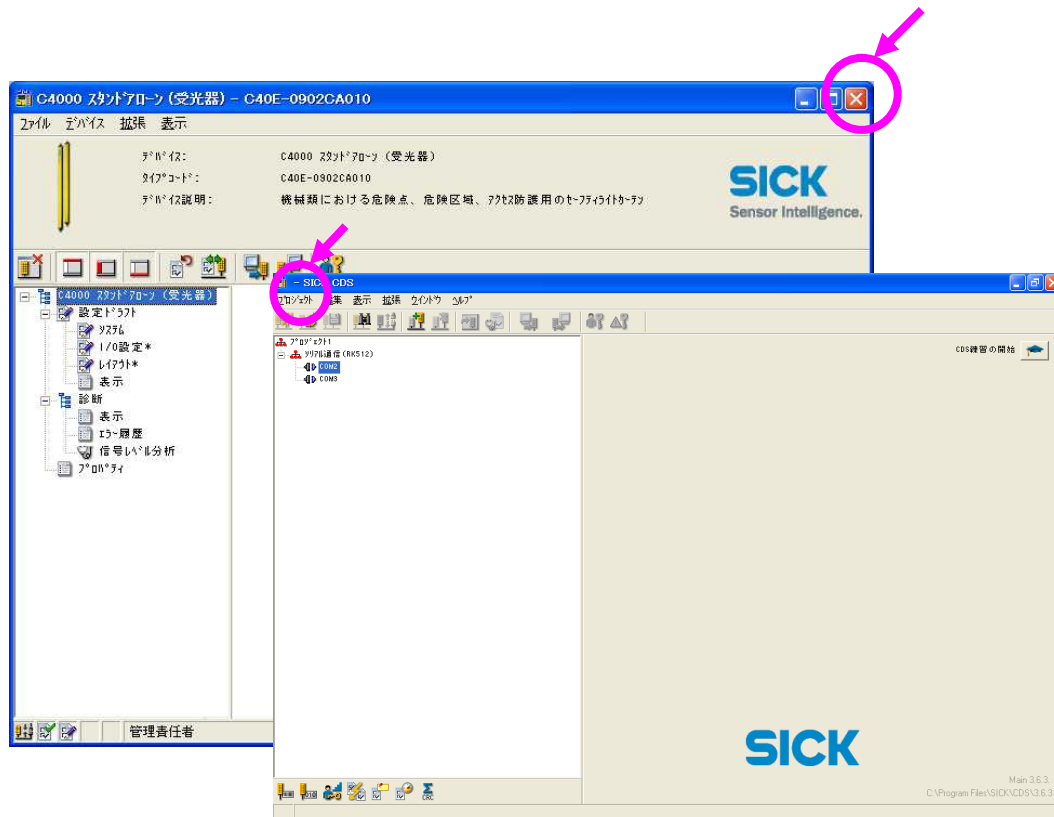 C4000 ｽﾀﾝﾄﾞｱﾛｰﾝ (受光器) - C40E-0902CA010
ﾌｧｲﾙ ﾃﾞﾊﾞｲｽ 拡張 表示
ﾃﾞﾊﾞｲｽ: C4000 ｽﾀﾝﾄﾞｱﾛｰﾝ (受光器)
ﾀｲﾌﾟｺｰﾄﾞ: C40E-0902CA010
ﾃﾞﾊﾞｲｽ説明: 機械類における危険点、危険区域、ｱｸｾｽ防護用のｾｰﾌﾃｨﾗｲﾄｶｰﾃﾝ
SICK
Sensor Intelligence.
C4000 ｽﾀﾝﾄﾞｱﾛｰﾝ (受光器)
設定ﾄﾞﾗﾌﾄ
ｼｽﾃﾑ
I/O設定*
ﾚｲｱｳﾄ*
表示
診断
表示
ｴﾗｰ履歴
信号ﾚﾍﾞﾙ分析
ﾌﾟﾛﾊﾟﾃｨ
管理責任者
- SICK CDS
ﾌﾟﾛｼﾞｪｸﾄ 編集 表示 拡張 ｳｲﾝﾄﾞｳ ﾍﾙﾌﾟ
ﾌﾟﾛｼﾞｪｸﾄ1
ｼﾘｱﾙ通信 (RK512)
COM2
COM3
CDS練習の開始
SICK
Main 3.6.3.
C:\Program Files\SICK\CDS\3.6.3